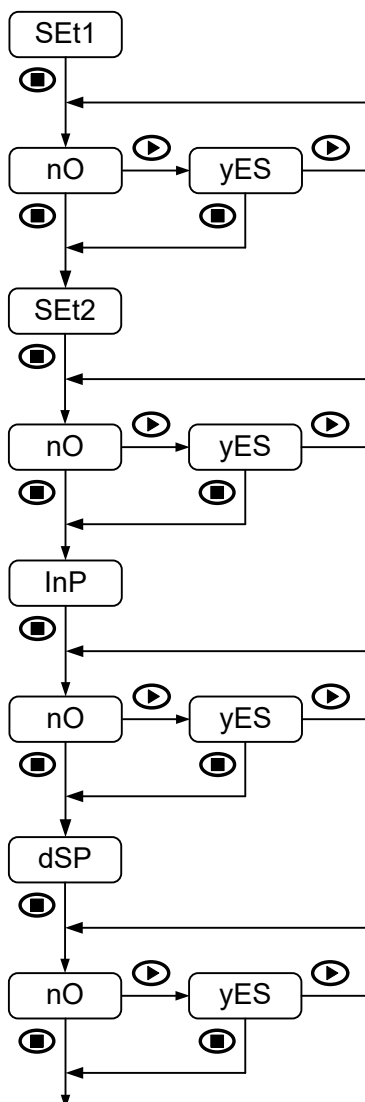 SEt1
nO yES
SEt2
nO yES
InP
nO yES
dSP
nO yES